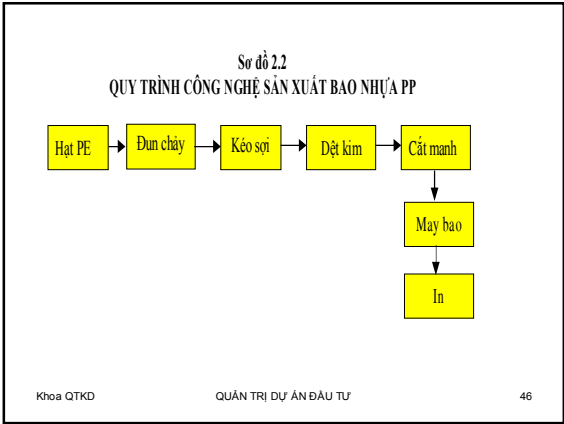 Sơ đồ 2.2
QUY TRÌNH CÔNG NGHỆ SẢN XUẤT BAO NHỰA PP
Hạt PE
Đun chảy
Kéo sợi
Dệt kim
Cắt manh
May bao
In
Khoa QTKD
QUẢN TRỊ DỰ ÁN ĐẦU TƯ
46